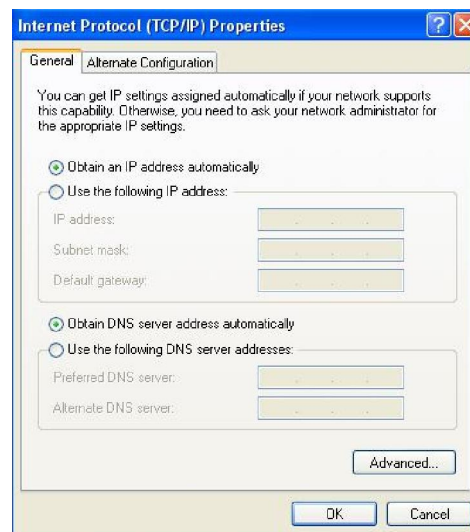 Internet Protocol (TCP/IP) Properties
General
Alternate Configuration
You can get IP settings assigned automatically if your network supports
this capability. Otherwise, you need to ask your network administrator for
the appropriate IP settings.
Obtain an IP address automatically
Use the following IP address:
IP address:
Subnet mask:
Default gateway:
Obtain DNS server address automatically
Use the following DNS server addresses:
Preferred DNS server:
Alternate DNS server:
Advanced...
OK
Cancel